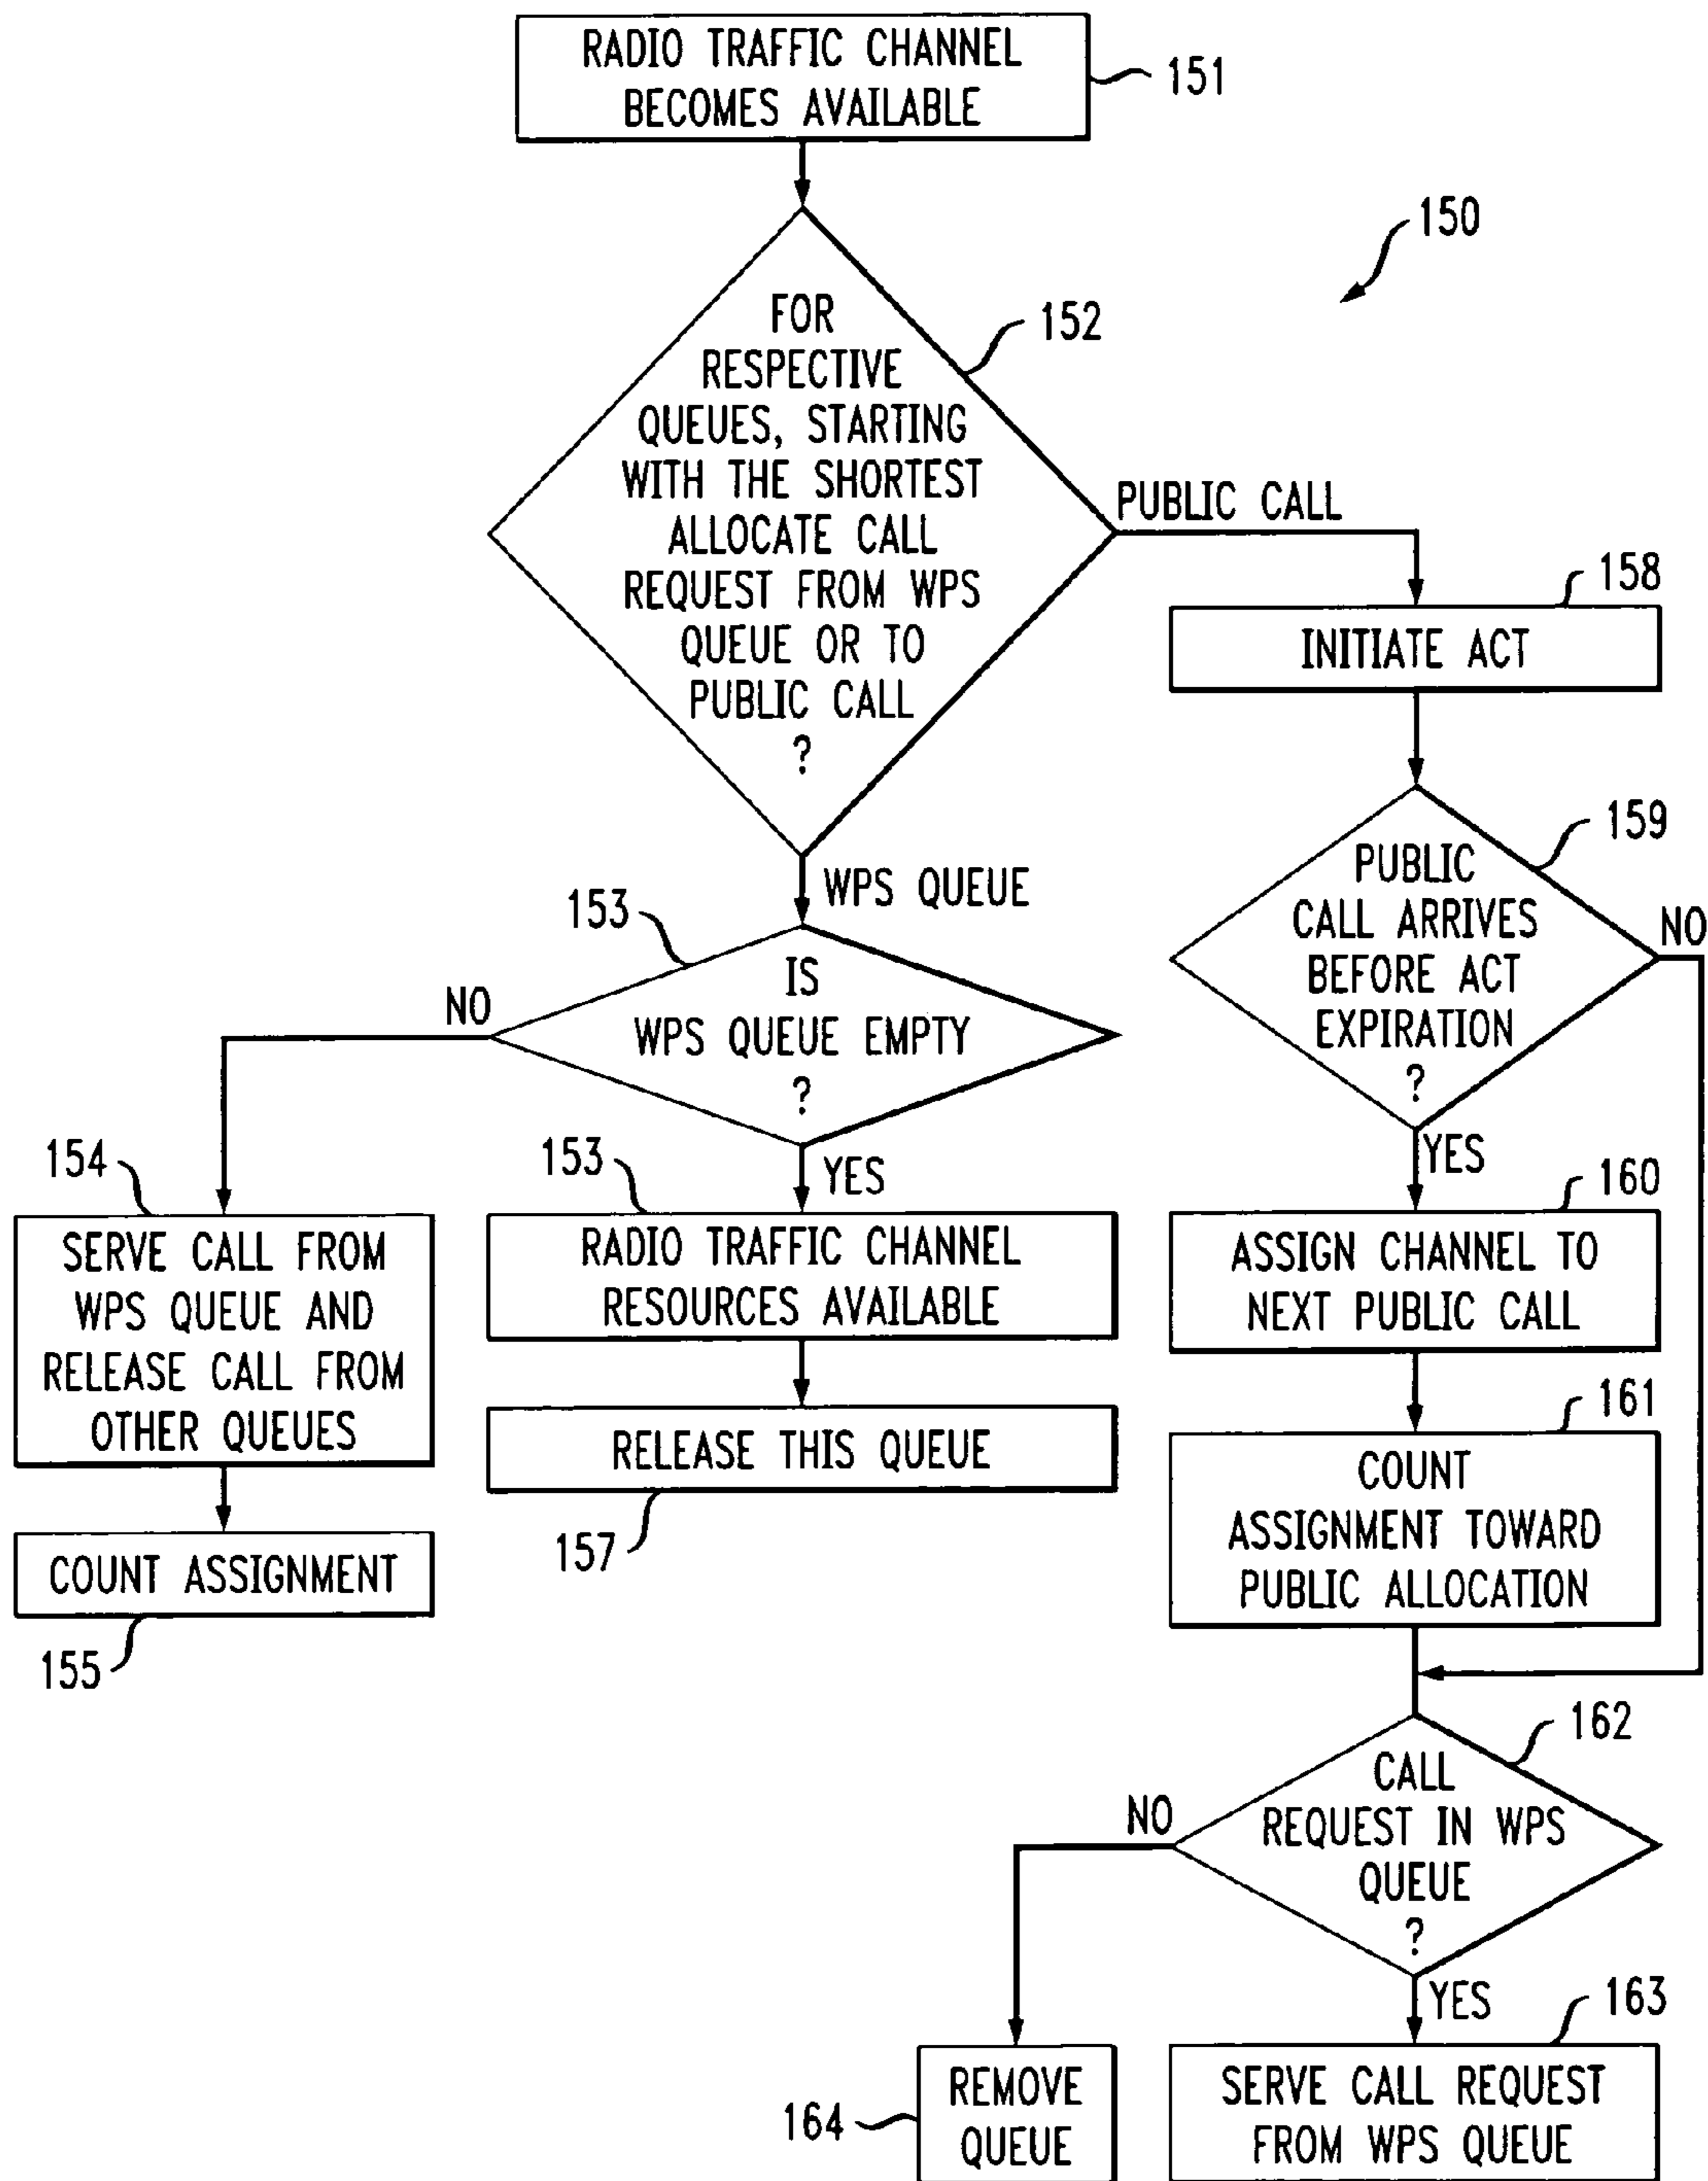 RADIO TRAFFIC CHANNEL
BECOMES AVAILABLE
151
150
FOR
RESPECTIVE
QUEUES, STARTING
WITH THE SHORTEST
ALLOCATE CALL
REQUEST FROM WPS
QUEUE OR TO
PUBLIC CALL
?
152
PUBLIC CALL
158
INITIATE ACT
WPS QUEUE
153
IS
WPS QUEUE EMPTY
?
NO
YES
159
PUBLIC
CALL ARRIVES
BEFORE ACT
EXPIRATION
?
NO
YES
154
SERVE CALL FROM
WPS QUEUE AND
RELEASE CALL FROM
OTHER QUEUES
153
RADIO TRAFFIC CHANNEL
RESOURCES AVAILABLE
160
ASSIGN CHANNEL TO
NEXT PUBLIC CALL
RELEASE THIS QUEUE
157
161
COUNT
ASSIGNMENT TOWARD
PUBLIC ALLOCATION
COUNT ASSIGNMENT
155
162
CALL
REQUEST IN WPS
QUEUE
?
NO
YES
164
REMOVE
QUEUE
163
SERVE CALL REQUEST
FROM WPS QUEUE